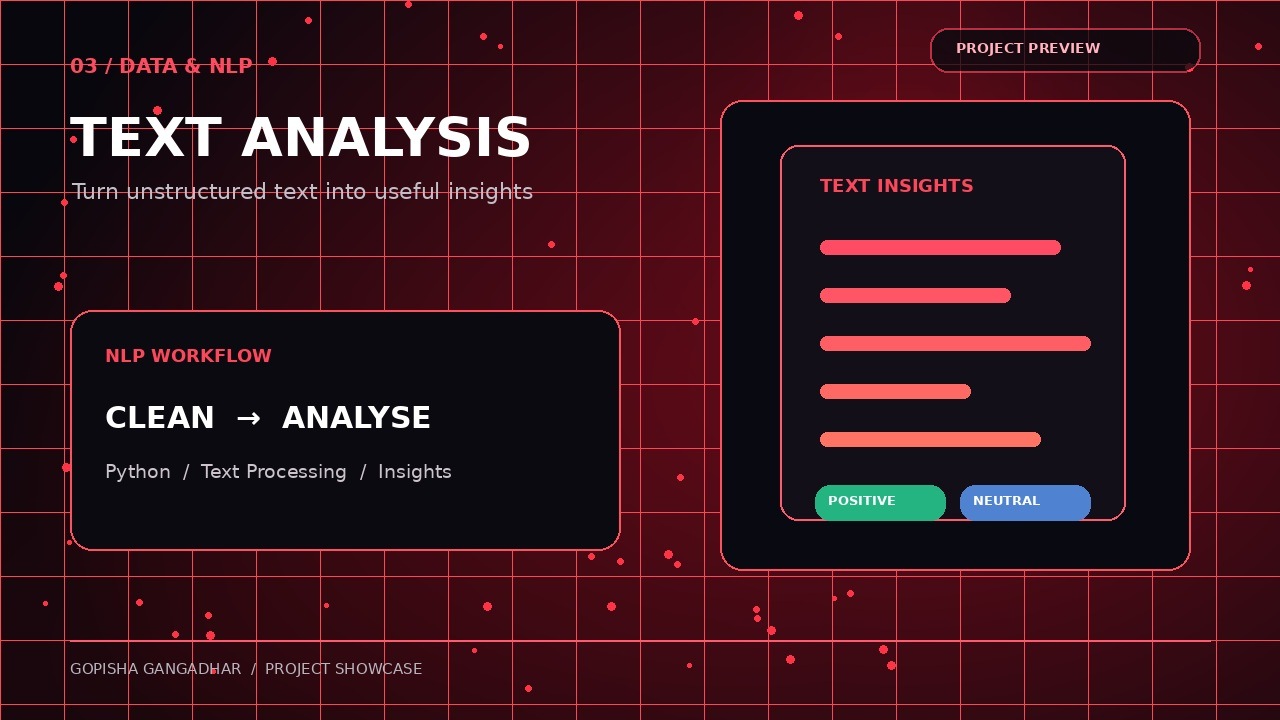 03 / DATA & NLP
PROJECT PREVIEW
TEXT ANALYSIS
Turn unstructured text into useful insights
TEXT INSIGHTS
NLP WORKFLOW
CLEAN → ANALYSE
Python / Text Processing / Insights
POSITIVE
NEUTRAL
GOPISHA GANGADHAR / PROJECT SHOWCASE